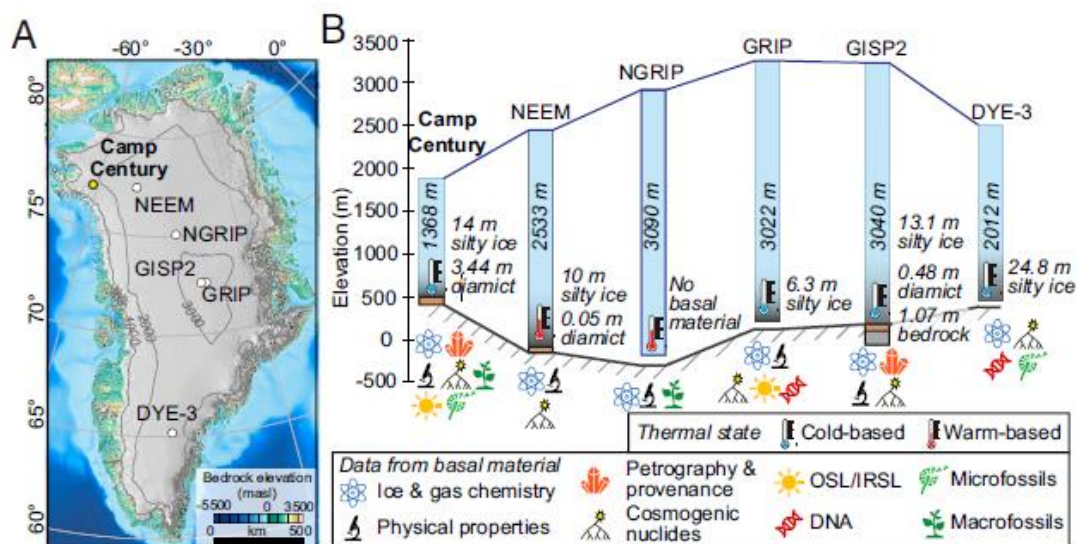 A
-60°
-30°
0°
80°
75°
70°
65°
60°
Camp
Century
NEEM
NGRIP
GISP2
GRIP
DYE-3
Bedrock elevation
(masl)
-5500 0 3500
0 km 500
B
Elevation (m)
3500
3000
2500
2000
1500
1000
500
0
-500
Camp
Century
1368 m
14 m
silty ice
3.44 m
diamict
NEEM
2533 m
10 m
silty ice
0.05 m
diamict
NGRIP
3090 m
No
basal
material
GRIP
3022 m
6.3 m
silty ice
GISP2
3040 m
13.1 m
silty ice
0.48 m
diamict
1.07 m
bedrock
DYE-3
2012 m
24.8 m
silty ice
Thermal state Cold-based Warm-based
Data from basal material
Ice & gas chemistry
Physical properties
Petrography &
provenance
Cosmogenic
nuclides
OSL/IRSL
DNA
Microfossils
Macrofossils